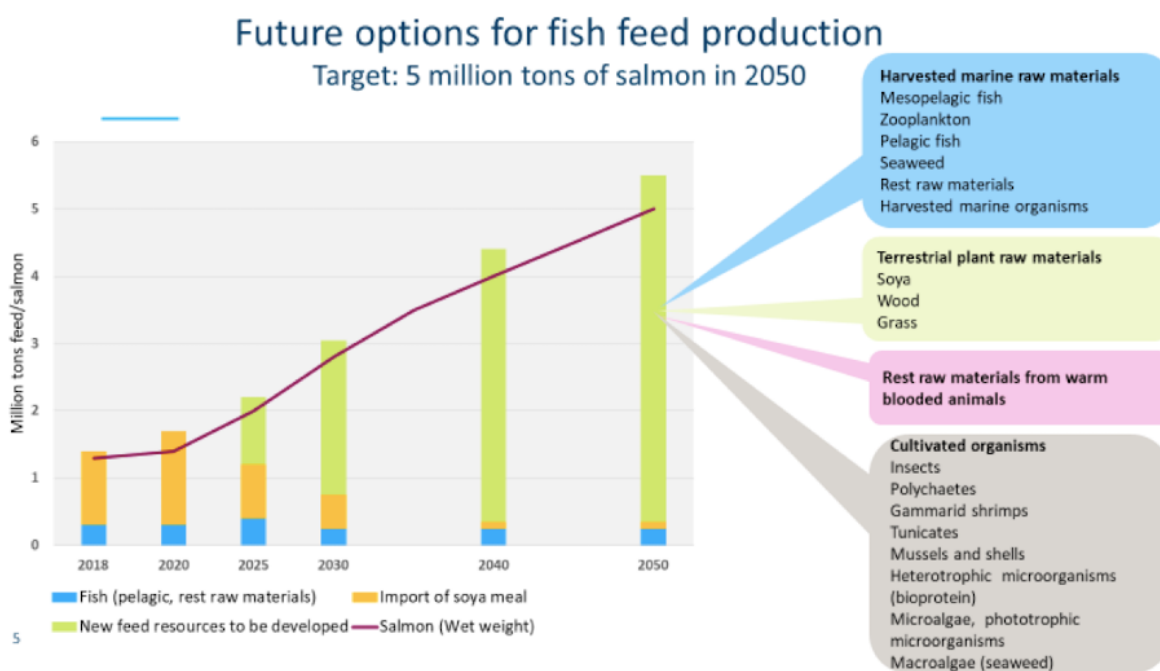 Future options for fish feed production
Target: 5 million tons of salmon in 2050
Million tons feed/salmon
6
5
4
3
2
1
0
2018
2020
2025
2030
2040
2050
Fish (pelagic, rest raw materials)
Import of soya meal
New feed resources to be developed
Salmon (Wet weight)
5
Harvested marine raw materials
Mesopelagic fish
Zooplankton
Pelagic fish
Seaweed
Rest raw materials
Harvested marine organisms
Terrestrial plant raw materials
Soya
Wood
Grass
Rest raw materials from warm
blooded animals
Cultivated organisms
Insects
Polychaetes
Gammarid shrimps
Tunicates
Mussels and shells
Heterotrophic microorganisms
(bioprotein)
Microalgae, phototrophic
microorganisms
Macroalgae (seaweed)